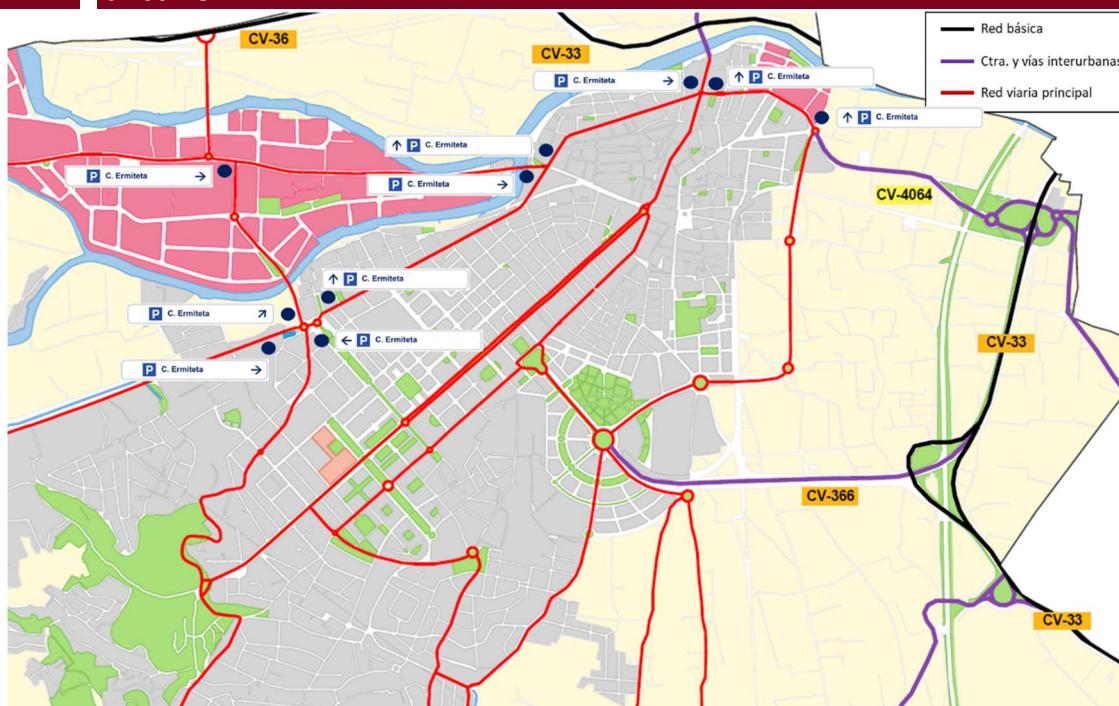 CV-36
CV-33
Red básica
Ctra. y vías interurbanas
Red viaria principal
P C. Ermiteta →
↑ P C. Ermiteta
↑ P C. Ermiteta
↑ P C. Ermiteta
P C. Ermiteta →
P C. Ermiteta →
CV-4064
↑ P C. Ermiteta
P C. Ermiteta ↗
← P C. Ermiteta
CV-33
P C. Ermiteta →
CV-366
CV-33